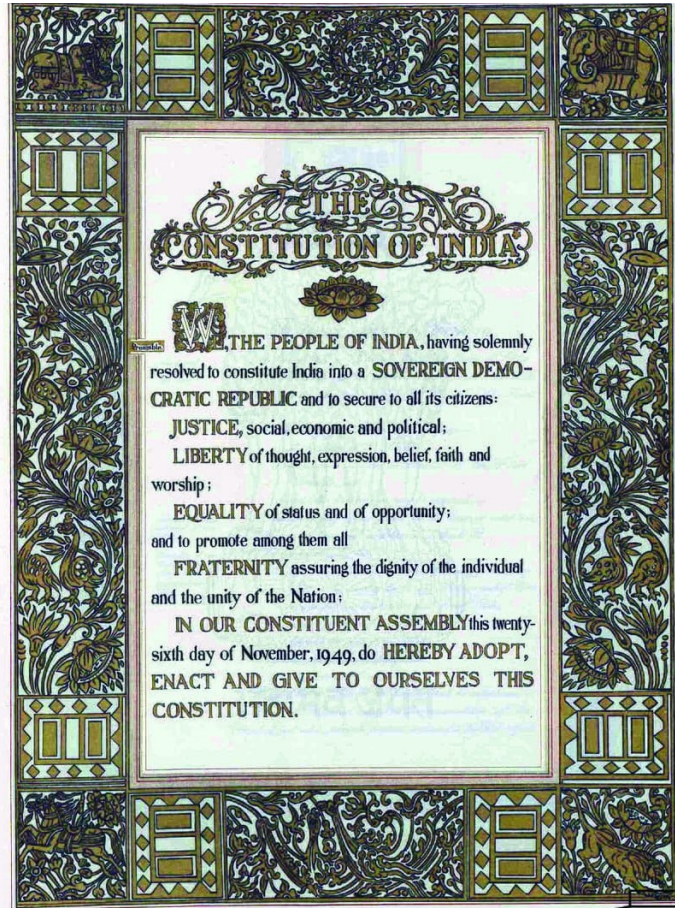 THE
CONSTITUTION OF INDIA
Preamble.
WE, THE PEOPLE OF INDIA, having solemnly
resolved to constitute India into a SOVEREIGN DEMO-
CRATIC REPUBLIC and to secure to all its citizens:
JUSTICE, social, economic and political;
LIBERTY of thought, expression, belief, faith and
worship;
EQUALITY of status and of opportunity;
and to promote among them all
FRATERNITY assuring the dignity of the individual
and the unity of the Nation;
IN OUR CONSTITUENT ASSEMBLY this twenty-
sixth day of November, 1949, do HEREBY ADOPT,
ENACT AND GIVE TO OURSELVES THIS
CONSTITUTION.